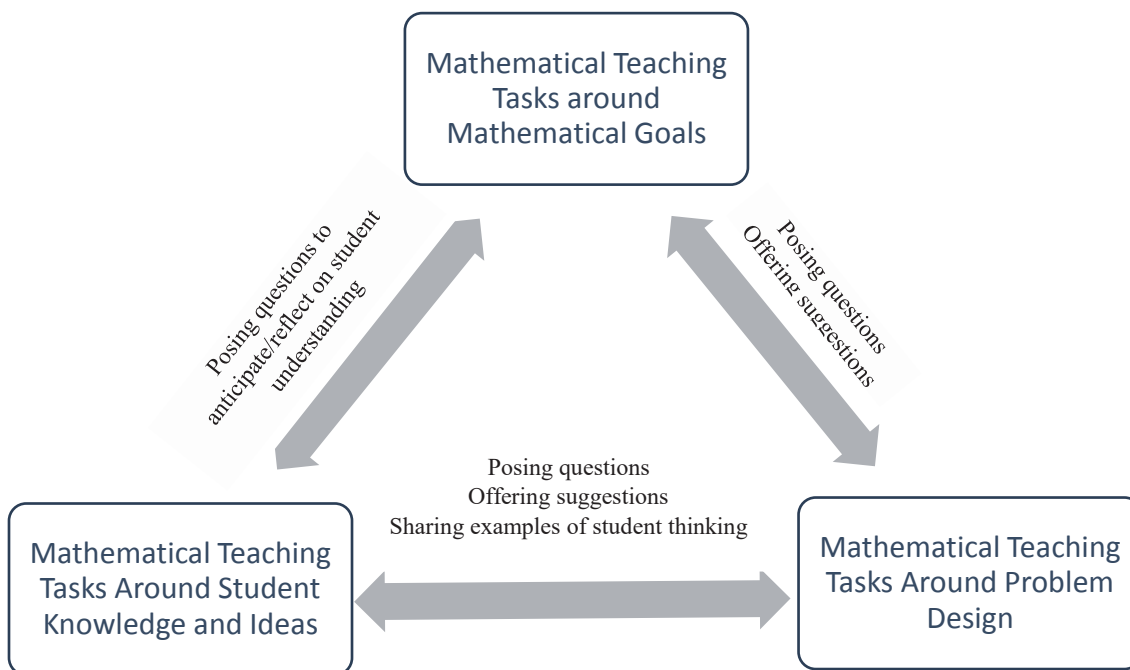 Mathematical Teaching
Tasks around
Mathematical Goals
Posing questions to
anticipate/reflect on student
understanding
Posing questions
Offering suggestions
Posing questions
Offering suggestions
Sharing examples of student thinking
Mathematical Teaching
Tasks Around Student
Knowledge and Ideas
Mathematical Teaching
Tasks Around Problem
Design